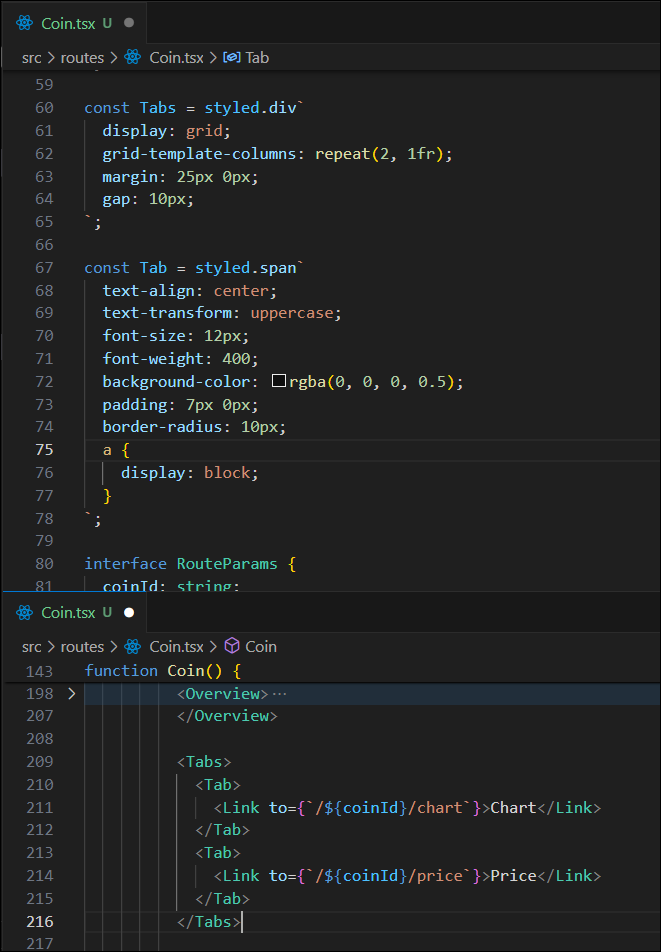 Coin.tsx U
src > routes > Coin.tsx > Tab
59
60 const Tabs = styled.div`
61 display: grid;
62 grid-template-columns: repeat(2, 1fr);
63 margin: 25px 0px;
64 gap: 10px;
65 `;
66
67 const Tab = styled.span`
68 text-align: center;
69 text-transform: uppercase;
70 font-size: 12px;
71 font-weight: 400;
72 background-color: rgba(0, 0, 0, 0.5);
73 padding: 7px 0px;
74 border-radius: 10px;
75 a {
76 display: block;
77 }
78 `;
79
80 interface RouteParams {
81 coinId: string;
Coin.tsx U
src > routes > Coin.tsx > Coin
143 function Coin() {
198 > <Overview>…
207 </Overview>
208
209 <Tabs>
210 <Tab>
211 <Link to={`/${coinId}/chart`}>Chart</Link>
212 </Tab>
213 <Tab>
214 <Link to={`/${coinId}/price`}>Price</Link>
215 </Tab>
216 </Tabs>
217